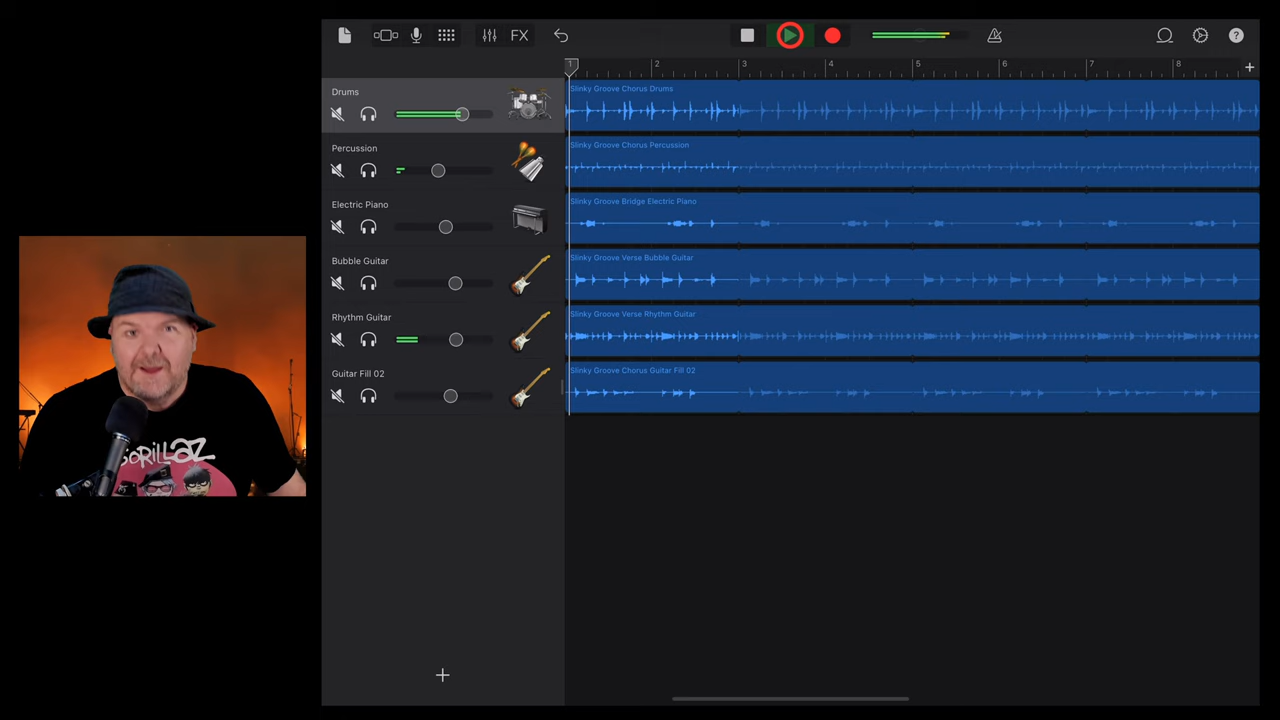 FX
?
1
2
3
4
5
6
7
8
Drums
Slinky Groove Chorus Drums
Percussion
Slinky Groove Chorus Percussion
Electric Piano
Slinky Groove Bridge Electric Piano
Bubble Guitar
Slinky Groove Verse Bubble Guitar
Rhythm Guitar
Slinky Groove Verse Rhythm Guitar
Guitar Fill 02
Slinky Groove Chorus Guitar Fill 02
GORILLAZ